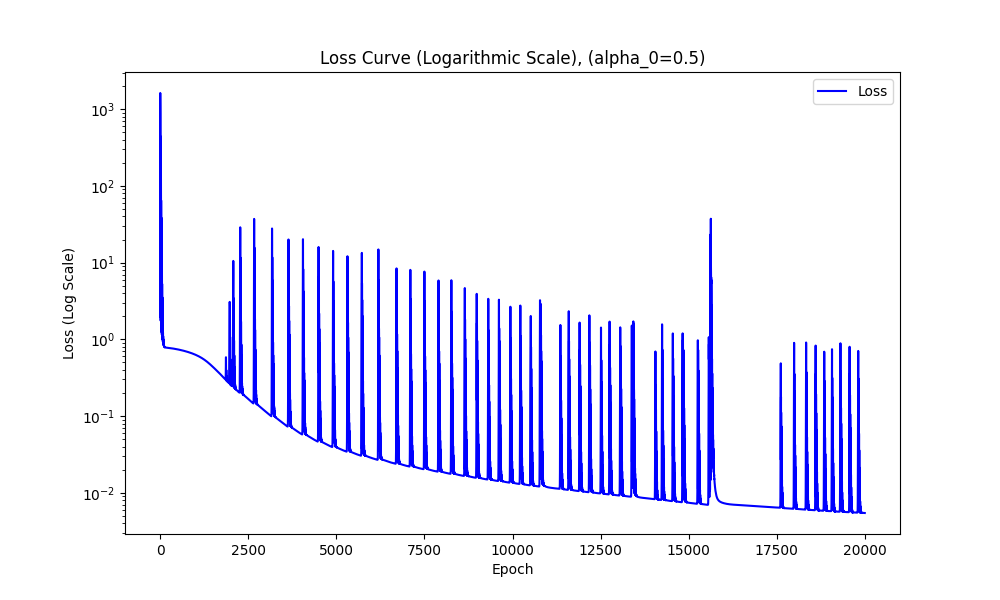 Loss Curve (Logarithmic Scale), (alpha_0=0.5)
Loss
10³
10²
10¹
10⁰
10⁻¹
10⁻²
Loss (Log Scale)
0 2500 5000 7500 10000 12500 15000 17500 20000
Epoch